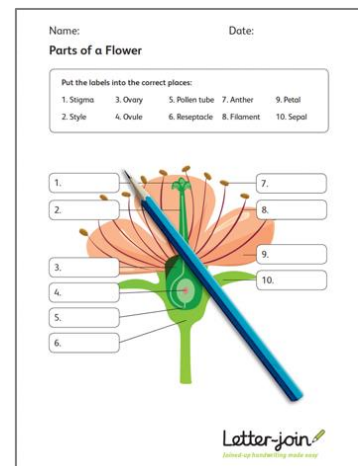 Name: Date:
Parts of a Flower
Put the labels into the correct places:
1. Stigma 3. Ovary 5. Pollen tube 7. Anther 9. Petal
2. Style 4. Ovule 6. Reseptacle 8. Filament 10. Sepal
1. 7.
2. 8.
3. 9.
4. 10.
5.
6.
Letter-join
Joined-up handwriting made easy